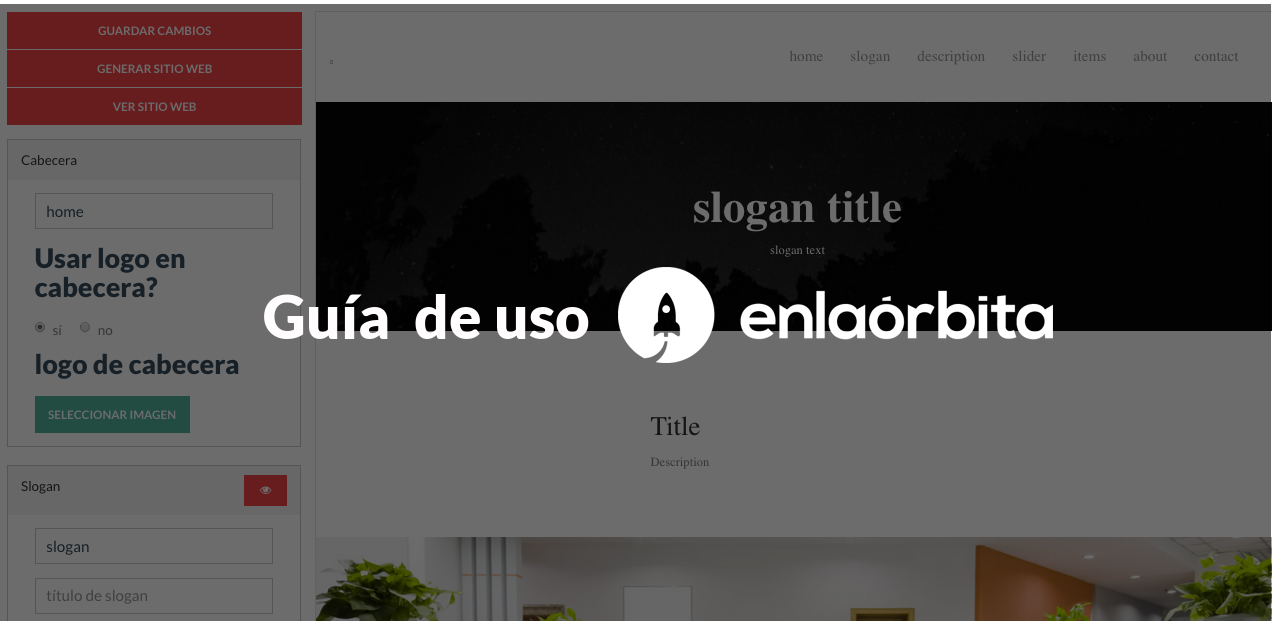 GUARDAR CAMBIOS
GENERAR SITIO WEB
VER SITIO WEB
Cabecera
home
Usar logo en
cabecera?
sí no
logo de cabecera
SELECCIONAR IMAGEN
Slogan
slogan
título de slogan
home slogan description slider items about contact
slogan title
slogan text
Guía de uso enlaórbita
Title
Description